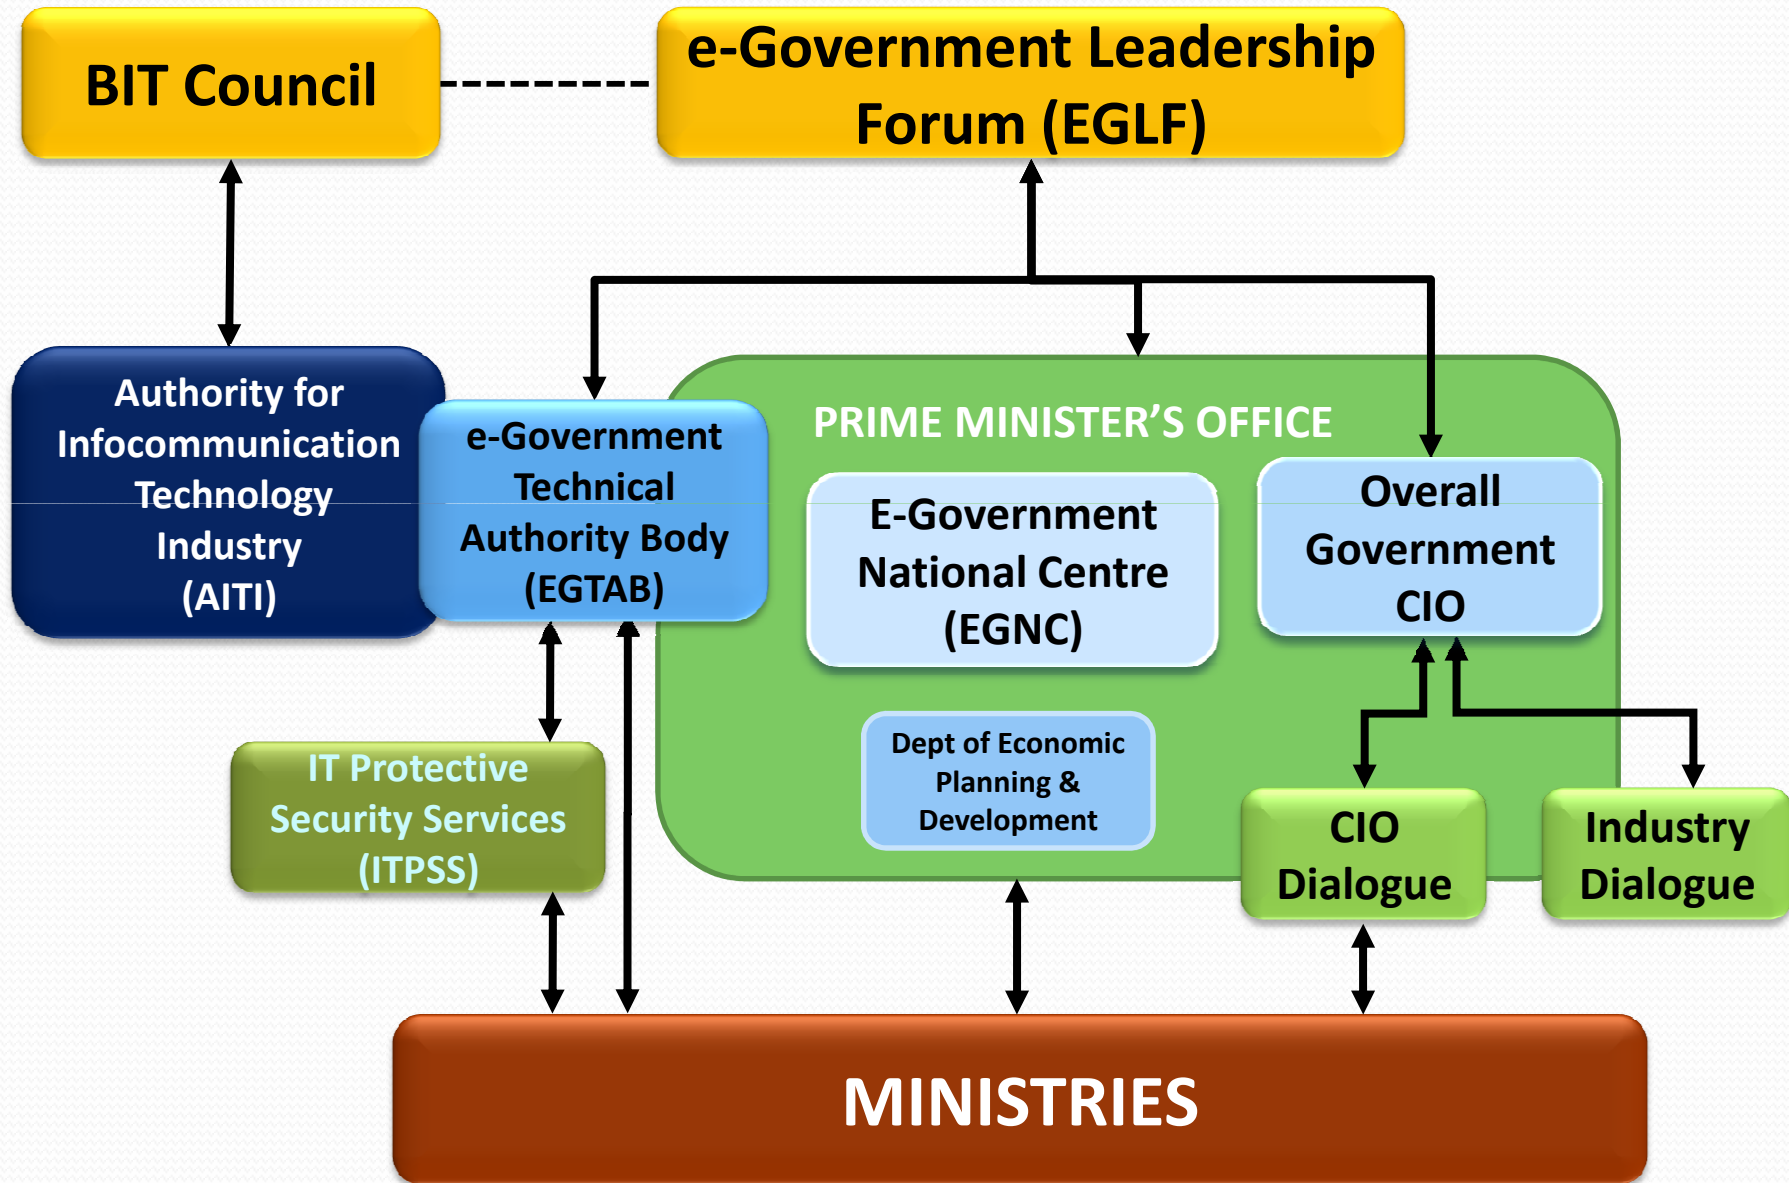 BIT Council
e-Government Leadership
Forum (EGLF)
Authority for
Infocommunication
Technology
Industry
(AITI)
e-Government
Technical
Authority Body
(EGTAB)
PRIME MINISTER’S OFFICE
E-Government
National Centre
(EGNC)
Overall
Government
CIO
Dept of Economic
Planning &
Development
IT Protective
Security Services
(ITPSS)
CIO
Dialogue
Industry
Dialogue
MINISTRIES